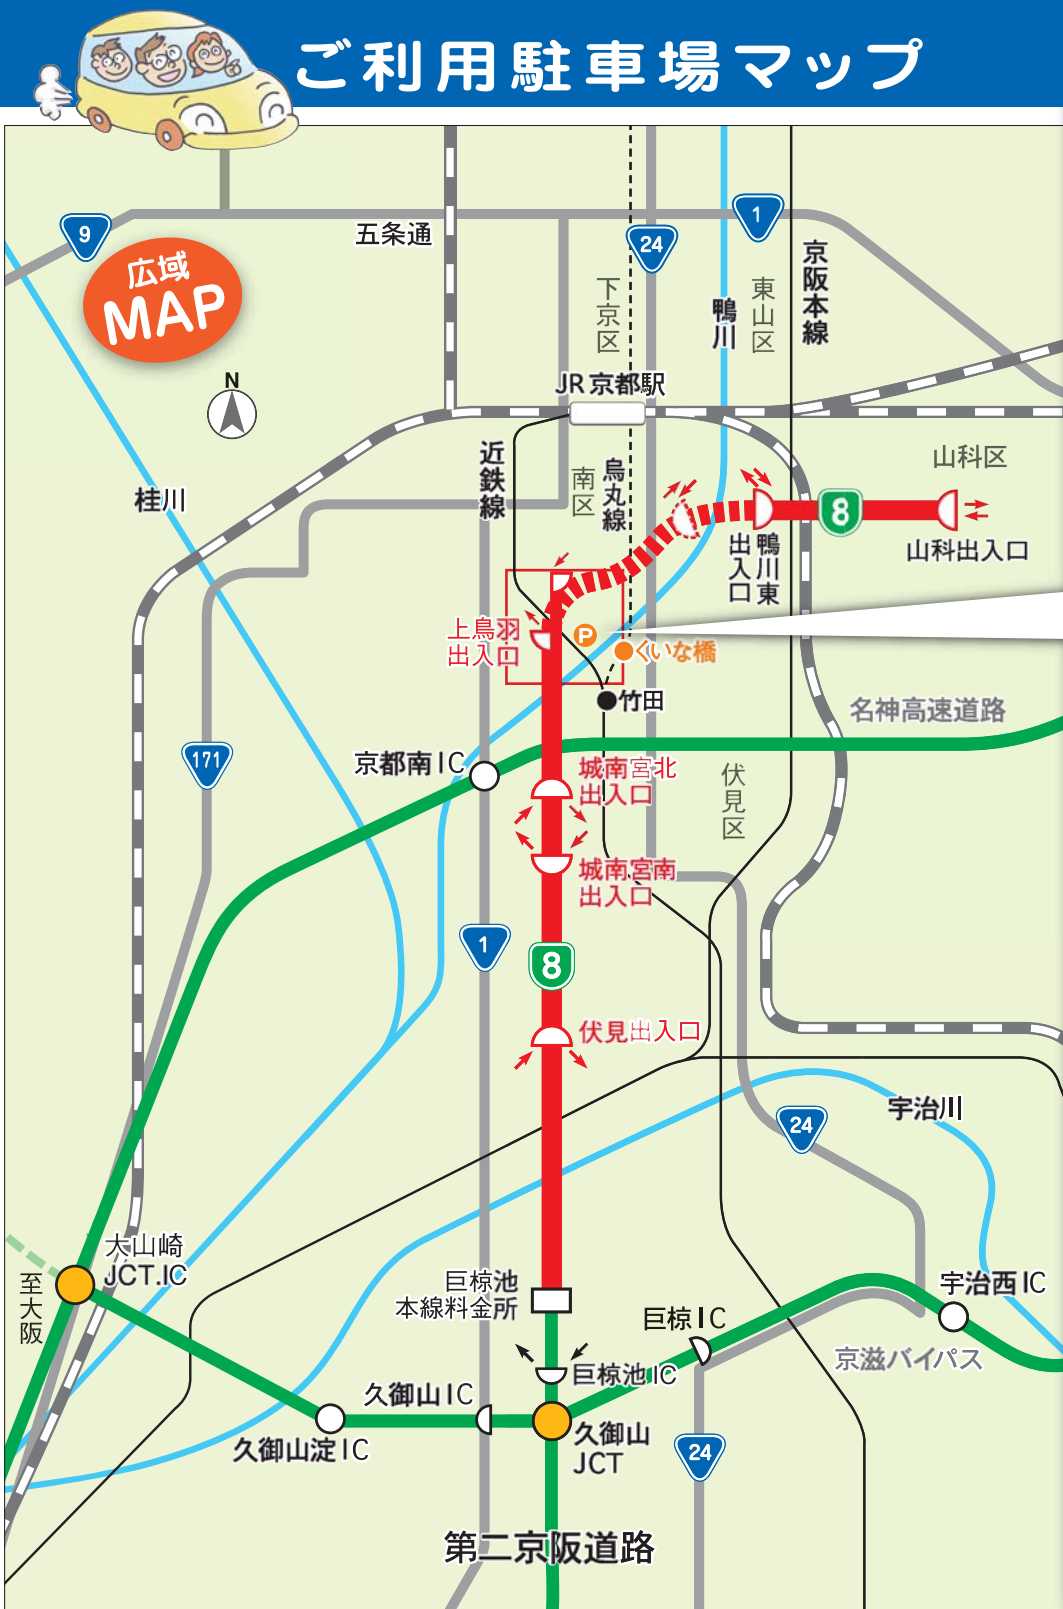 ご利用駐車場マップ
9
五条通
24
1
京阪本線
広域
MAP
下京区
鴨川
東山区
N
JR京都駅
近鉄線
南区
烏丸線
山科区
桂川
8
鴨川東
出入口
山科出入口
上鳥羽
出入口
P
くいな橋
竹田
名神高速道路
171
京都南IC
城南宮北
出入口
伏見区
城南宮南
出入口
1
8
伏見出入口
宇治川
24
大山崎
JCT.IC
至大阪
巨椋池
本線料金所
巨椋IC
宇治西IC
京滋バイパス
巨椋池IC
久御山IC
久御山淀IC
久御山
JCT
24
第二京阪道路